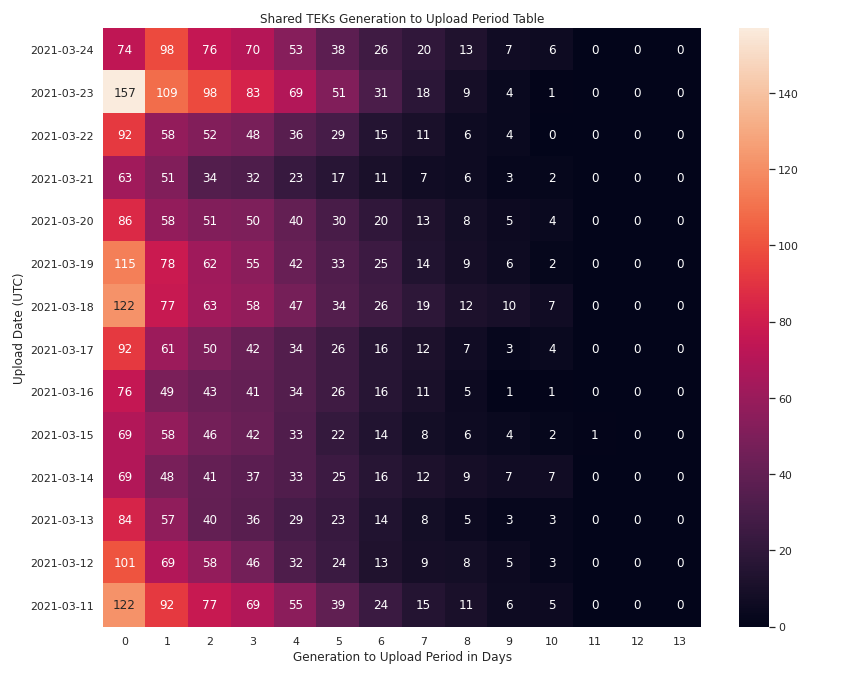 Shared TEKs Generation to Upload Period Table
Upload Date (UTC)
2021-03-24 74 98 76 70 53 38 26 20 13 7 6 0 0 0
2021-03-23 157 109 98 83 69 51 31 18 9 4 1 0 0 0
2021-03-22 92 58 52 48 36 29 15 11 6 4 0 0 0 0
2021-03-21 63 51 34 32 23 17 11 7 6 3 2 0 0 0
2021-03-20 86 58 51 50 40 30 20 13 8 5 4 0 0 0
2021-03-19 115 78 62 55 42 33 25 14 9 6 2 0 0 0
2021-03-18 122 77 63 58 47 34 26 19 12 10 7 0 0 0
2021-03-17 92 61 50 42 34 26 16 12 7 3 4 0 0 0
2021-03-16 76 49 43 41 34 26 16 11 5 1 1 0 0 0
2021-03-15 69 58 46 42 33 22 14 8 6 4 2 1 0 0
2021-03-14 69 48 41 37 33 25 16 12 9 7 7 0 0 0
2021-03-13 84 57 40 36 29 23 14 8 5 3 3 0 0 0
2021-03-12 101 69 58 46 32 24 13 9 8 5 3 0 0 0
2021-03-11 122 92 77 69 55 39 24 15 11 6 5 0 0 0
0 1 2 3 4 5 6 7 8 9 10 11 12 13
Generation to Upload Period in Days
140
120
100
80
60
40
20
0